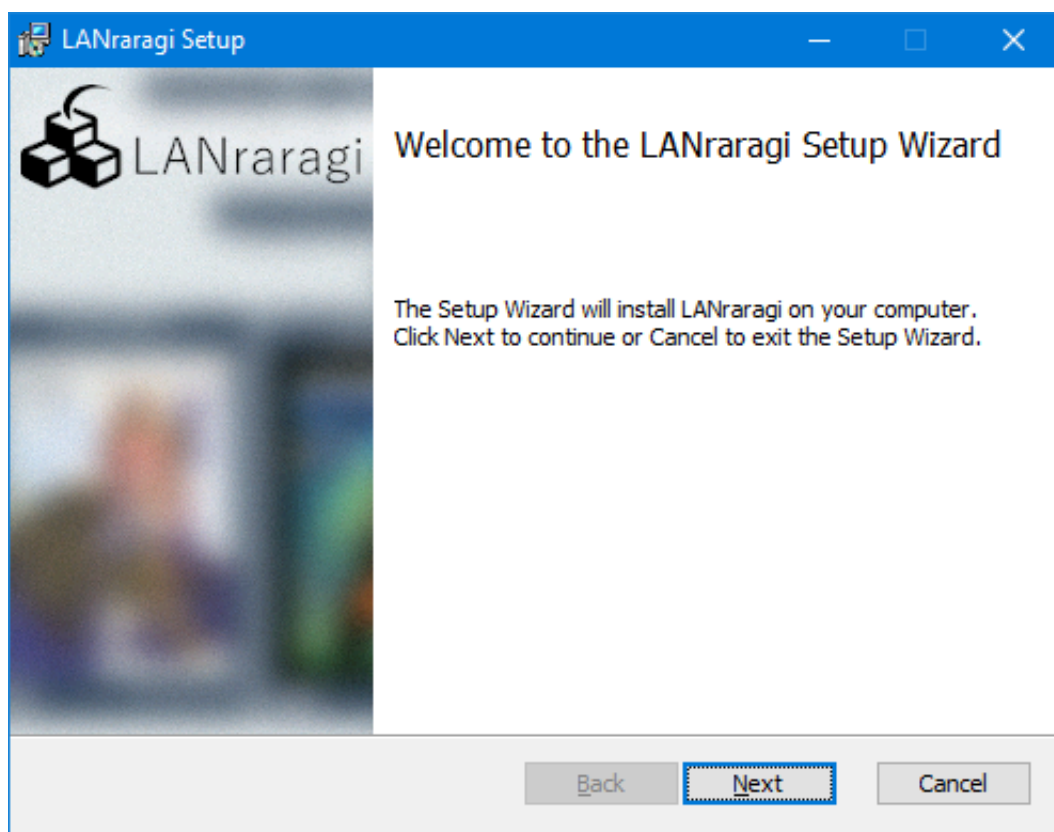 LANraragi Setup
LANraragi
Welcome to the LANraragi Setup Wizard
The Setup Wizard will install LANraragi on your computer.
Click Next to continue or Cancel to exit the Setup Wizard.
Back
Next
Cancel